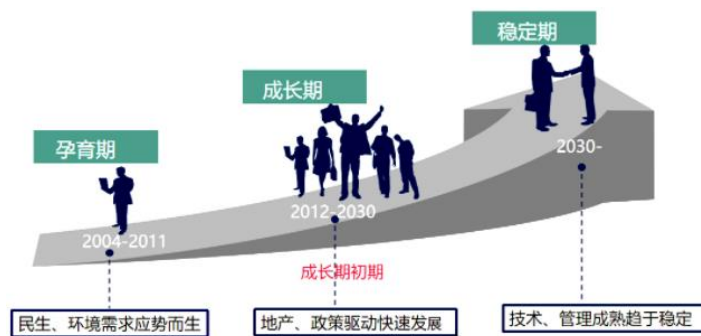 稳定期
成长期
孕育期
2030-
2012-2030
2004-2011
成长期初期
民生、环境需求应势而生
地产、政策驱动快速发展
技术、管理成熟趋于稳定